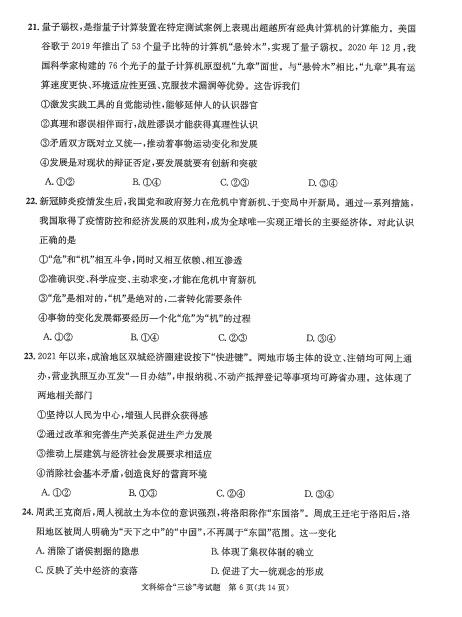 21. 量子霸权,是指量子计算装置在特定测试案例上表现出超越所有经典计算机的计算能力。美国
谷歌于 2019 年推出了 53 个量子比特的计算机“悬铃木”,实现了量子霸权。2020 年 12 月,我
国科学家构建的 76 个光子的量子计算机原型机“九章”面世。与“悬铃木”相比,“九章”具有运
算速度更快、环境适应性更强、克服技术漏洞等优势。这告诉我们
①激发实践工具的自觉能动性,能够延伸人的认识器官
②真理和谬误相伴而行,战胜谬误才能获得真理性认识
③矛盾双方既对立又统一,推动着事物运动变化和发展
④发展是对现状的辩证否定,要发展就要有创新和突破
A. ①② B. ①④ C. ②③ D. ③④
22. 新冠肺炎疫情发生后,我国党和政府努力在危机中育新机、于变局中开新局。通过一系列措施,
我国取得了疫情防控和经济发展的双胜利,成为全球唯一实现正增长的主要经济体。对此认识
正确的是
①“危”和“机”相互斗争,同时又相互依赖、相互渗透
②准确识变、科学应变、主动求变,才能在危机中育新机
③“危”是相对的,“机”是绝对的,二者转化需要条件
④事物的变化发展都要经历一个化“危”为“机”的过程
A. ①② B. ①④ C. ②③ D. ③④
23. 2021 年以来,成渝地区双城经济圈建设按下“快进键”。两地市场主体的设立、注销均可网上通
办,营业执照互办互发“一日办结”,申报纳税、不动产抵押登记等事项均可跨省办理。这体现了
两地相关部门
①坚持以人民为中心,增强人民群众获得感
②通过改革和完善生产关系促进生产力发展
③推动上层建筑与经济社会发展要求相适应
④消除社会基本矛盾,创造良好的营商环境
A. ①② B. ①③ C. ②④ D. ③④
24. 周武王克商后,周人视故土为本位的意识强烈,将洛阳称作“东国洛”。周成王迁宅于洛阳后,洛
阳地区被周人明确为“天下之中”的“中国”,不再属于“东国”范围。这一变化
A. 消除了诸侯割据的隐患 B. 体现了集权体制的确立
C. 反映了关中经济的衰落 D. 促进了大一统观念的形成
文科综合“三诊”考试题 第 6 页(共 14 页)